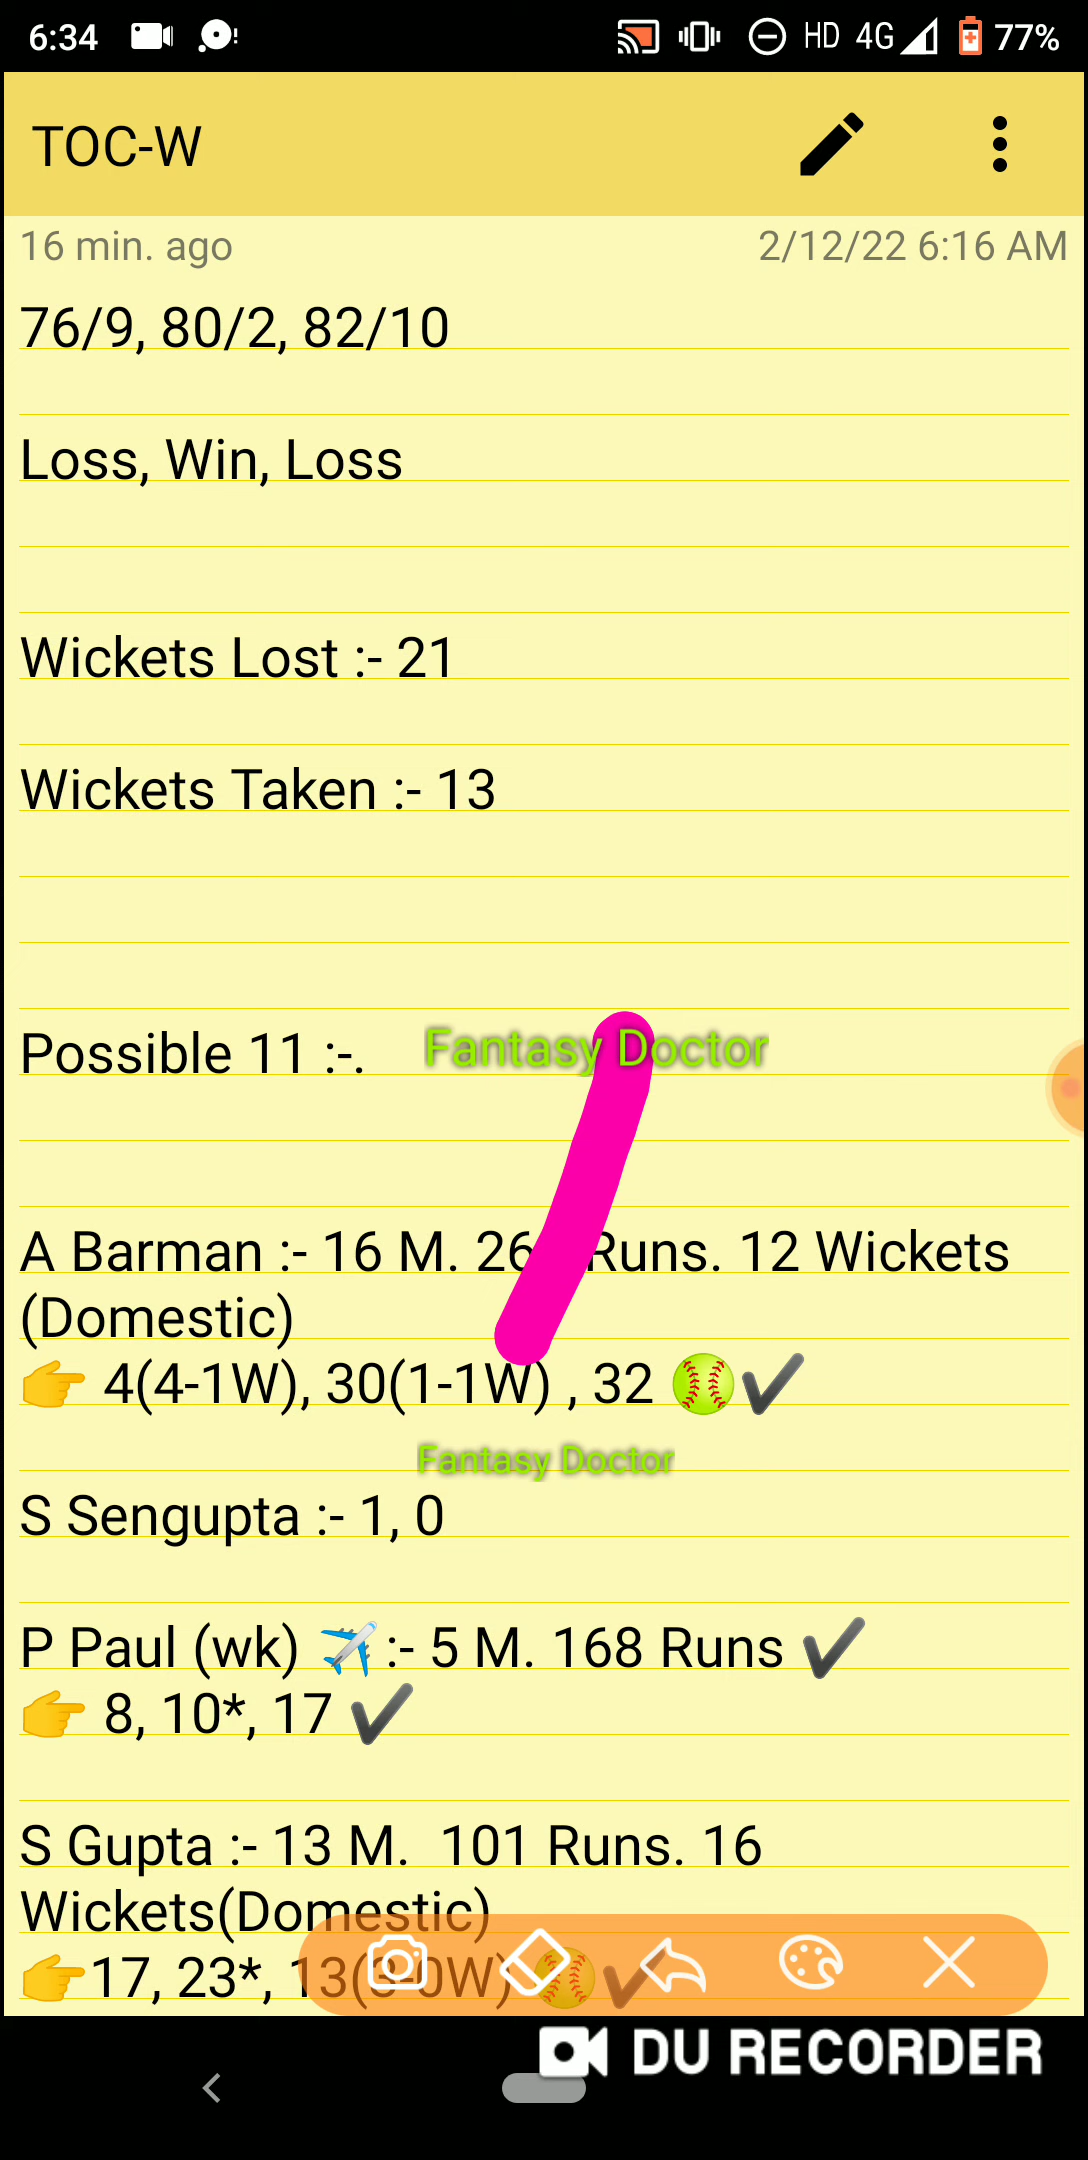 6:34 HD 4G 77%
TOC-W
16 min. ago 2/12/22 6:16 AM
76/9, 80/2, 82/10
Loss, Win, Loss
Wickets Lost :- 21
Wickets Taken :- 13
Possible 11 :-. Fantasy Doctor
A Barman :- 16 M. Runs. 12 Wickets
(Domestic)
👉 4(4-1W), 30(1-1W) , 32 🥎✔
Fantasy Doctor
S Sengupta :- 1, 0
P Paul (wk) ✈:- 5 M. 168 Runs ✔
👉 8, 10*, 17 ✔
S Gupta :- 13 M. 101 Runs. 16
Wickets(Domestic)
👉17, 23*, 13(3-0W) 🥎✔
DU RECORDER